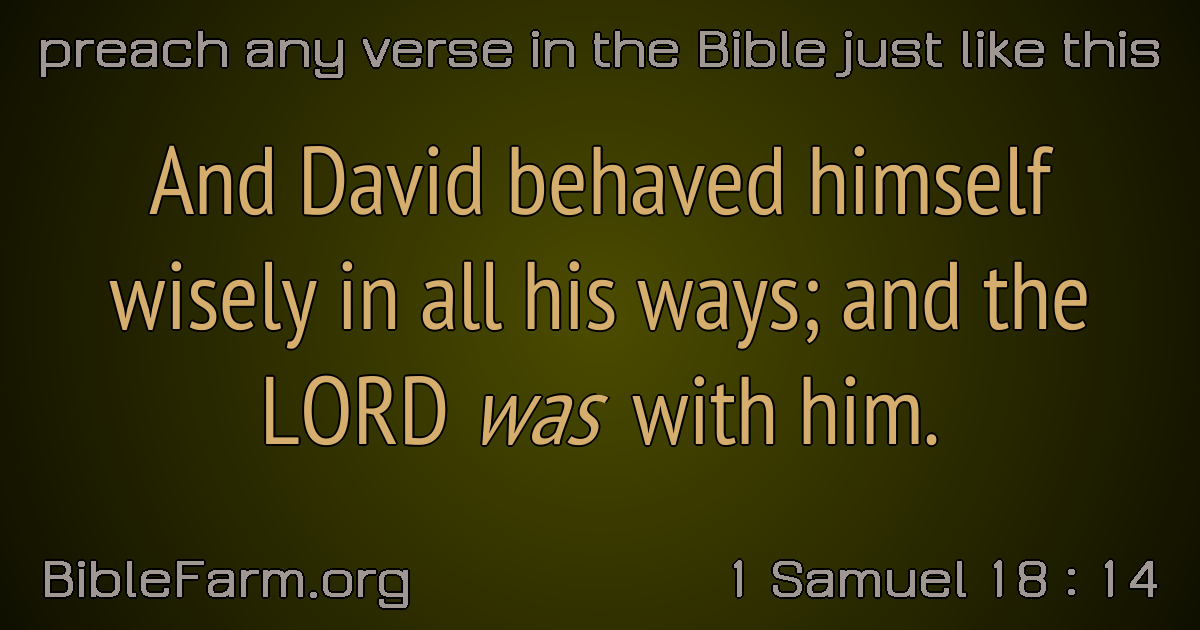 preach any verse in the Bible just like this
And David behaved himself
wisely in all his ways; and the
LORD was with him.
BibleFarm.org
1 Samuel 18 : 14